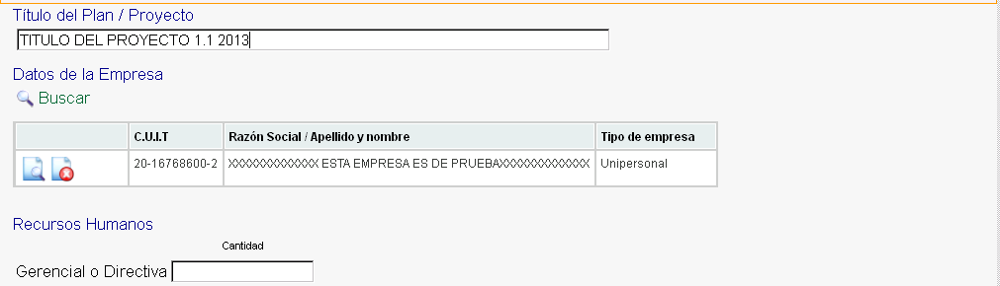 Título del Plan / Proyecto
TITULO DEL PROYECTO 1.1 2013
Datos de la Empresa
Buscar
C.U.I.T Razón Social / Apellido y nombre Tipo de empresa
20-16768600-2 XXXXXXXXXXXXX ESTA EMPRESA ES DE PRUEBAXXXXXXXXXXXXX Unipersonal
Recursos Humanos
Cantidad
Gerencial o Directiva